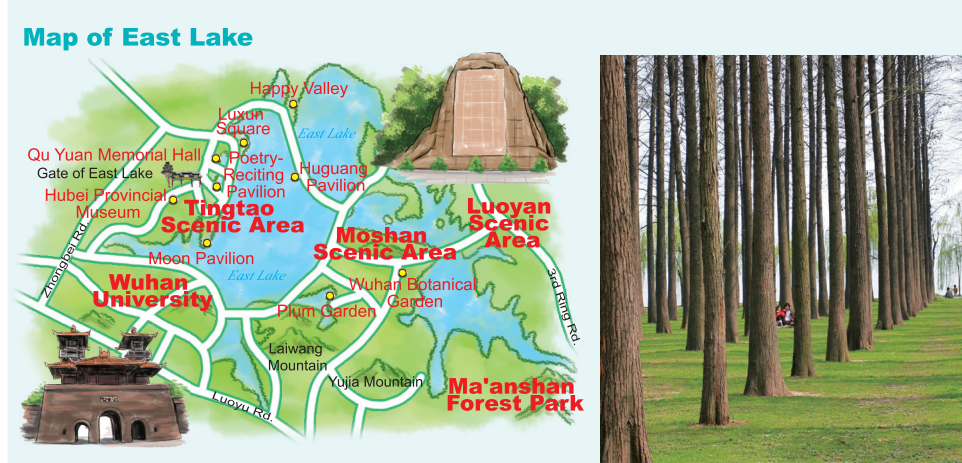 Map of East Lake
Happy Valley
Luxun
Square
East Lake
Qu Yuan Memorial Hall
Gate of East Lake
Poetry-
Reciting
Pavilion
Huguang
Pavilion
Hubei Provincial
Museum
Tingtao
Scenic Area
Luoyan
Scenic
Area
Moshan
Scenic Area
Zhongbei Rd.
Moon Pavilion
East Lake
Wuhan
University
Wuhan Botanical
Garden
Plum Garden
3rd Ring Rd.
Laiwang
Mountain
Yujia Mountain
Ma'anshan
Forest Park
Luoyu Rd.